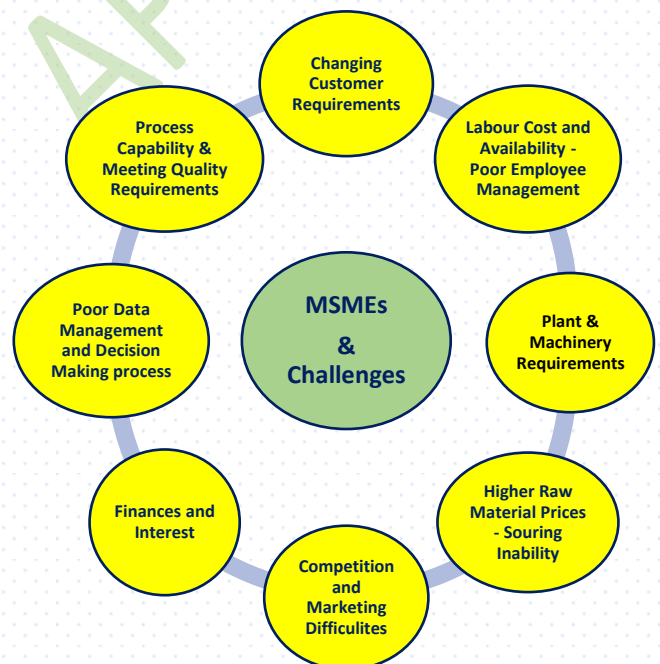 Changing
Customer
Requirements
Labour Cost and
Availability -
Poor Employee
Management
Plant &
Machinery
Requirements
Higher Raw
Material Prices
- Souring
Inability
Competition
and
Marketing
Difficulites
Finances and
Interest
Poor Data
Management
and Decision
Making process
Process
Capability &
Meeting Quality
Requirements
MSMEs
&
Challenges